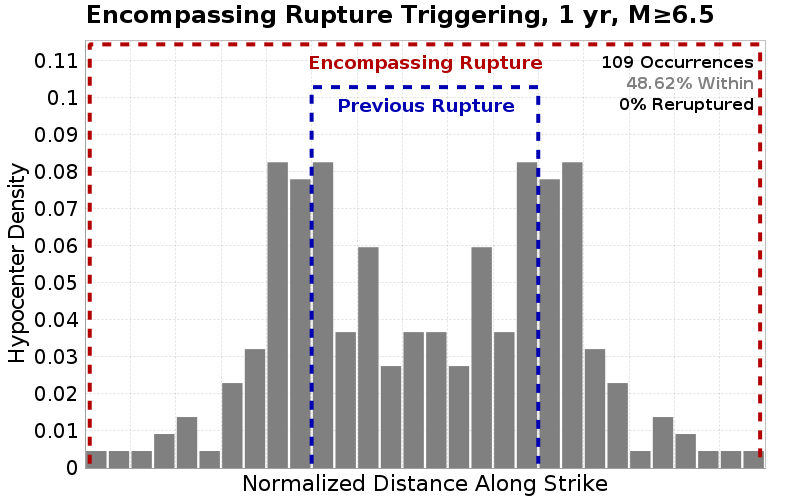 Encompassing Rupture Triggering, 1 yr, M≥6.5
Encompassing Rupture
109 Occurrences
48.62% Within
0% Reruptured
Previous Rupture
Hypocenter Density
0.11
0.1
0.09
0.08
0.07
0.06
0.05
0.04
0.03
0.02
0.01
0
Normalized Distance Along Strike